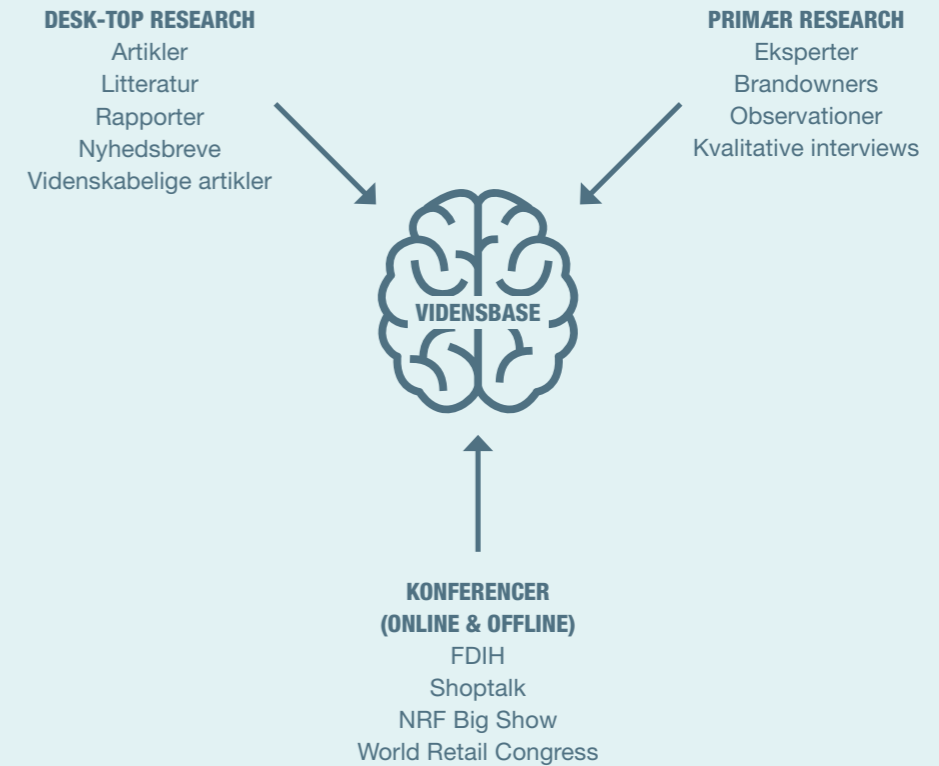 DESK-TOP RESEARCH
Artikler
Litteratur
Rapporter
Nyhedsbreve
Videnskabelige artikler
PRIMÆR RESEARCH
Eksperter
Brandowners
Observationer
Kvalitative interviews
VIDENSBASE
KONFERENCER
(ONLINE & OFFLINE)
FDIH
Shoptalk
NRF Big Show
World Retail Congress